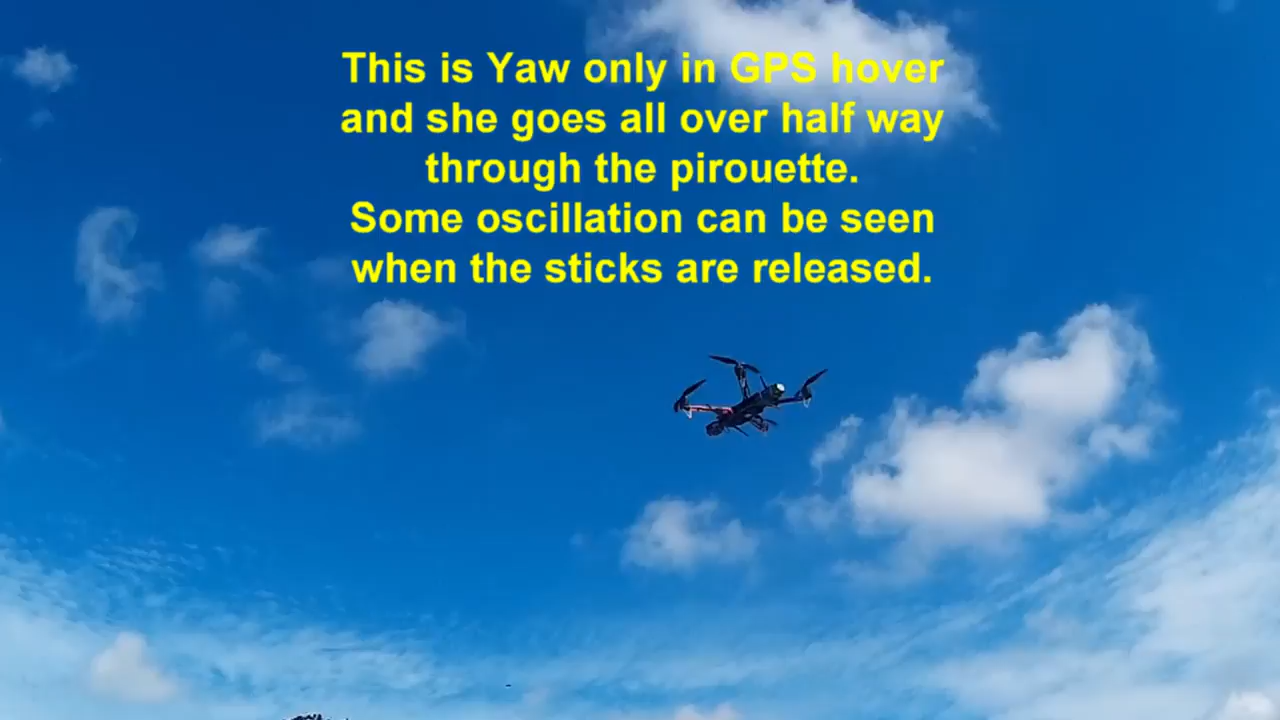 This is Yaw only in GPS hover
and she goes all over half way
through the pirouette.
Some oscillation can be seen
when the sticks are released.